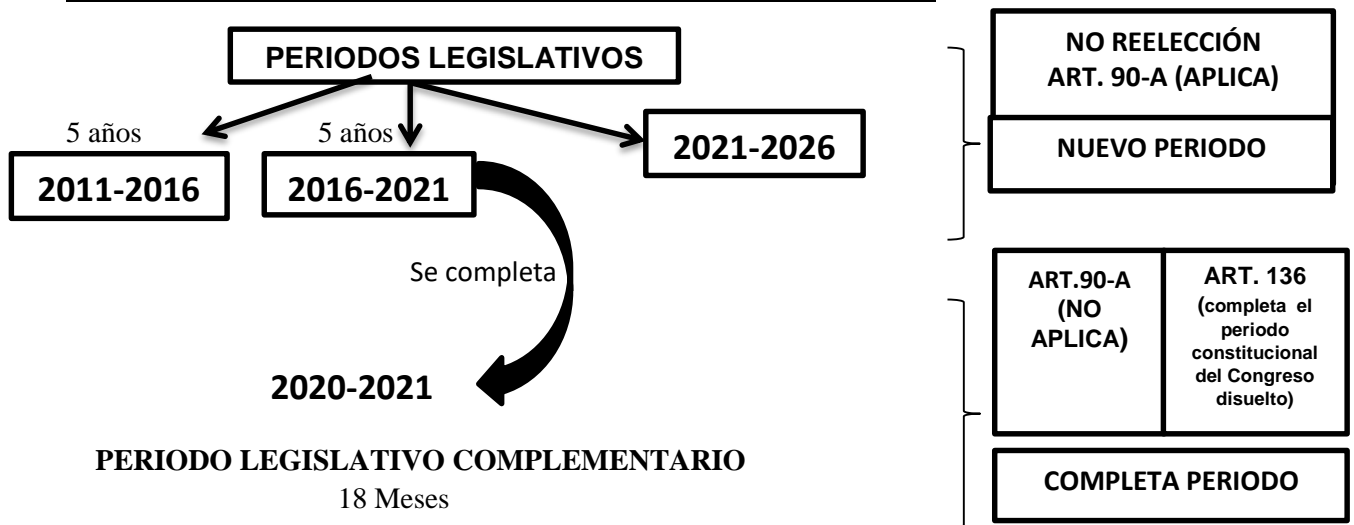 PERIODOS LEGISLATIVOS
5 años
5 años
2011-2016
2016-2021
2021-2026
Se completa
2020-2021
PERIODO LEGISLATIVO COMPLEMENTARIO
18 Meses
NO REELECCIÓN
ART. 90-A (APLICA)
NUEVO PERIODO
ART.90-A
(NO
APLICA)
ART. 136
(completa el
periodo
constitucional
del Congreso
disuelto)
COMPLETA PERIODO